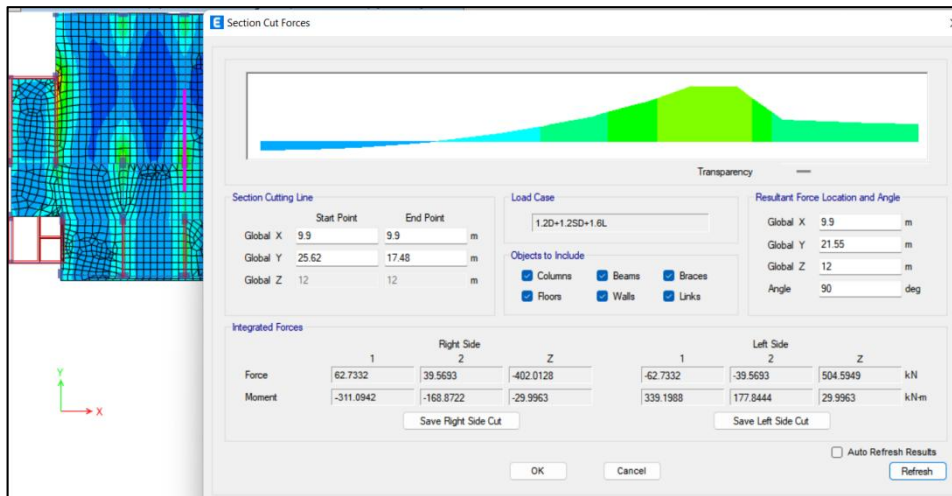 E Section Cut Forces
Transparency
Section Cutting Line
Start Point End Point
Global X 9.9 9.9 m
Global Y 25.62 17.48 m
Global Z 12 12 m
Load Case
1.2D+1.2SD+1.6L
Objects to Include
Columns Beams Braces
Floors Walls Links
Resultant Force Location and Angle
Global X 9.9 m
Global Y 21.55 m
Global Z 12 m
Angle 90 deg
Integrated Forces
Right Side Left Side
1 2 Z 1 2 Z
Force 62.7332 39.5693 -402.0128 -62.7332 -39.5693 504.5949 kN
Moment -311.0942 -168.8722 -29.9963 339.1988 177.8444 29.9963 kN-m
Save Right Side Cut Save Left Side Cut
Auto Refresh Results
OK Cancel Refresh
Y
X